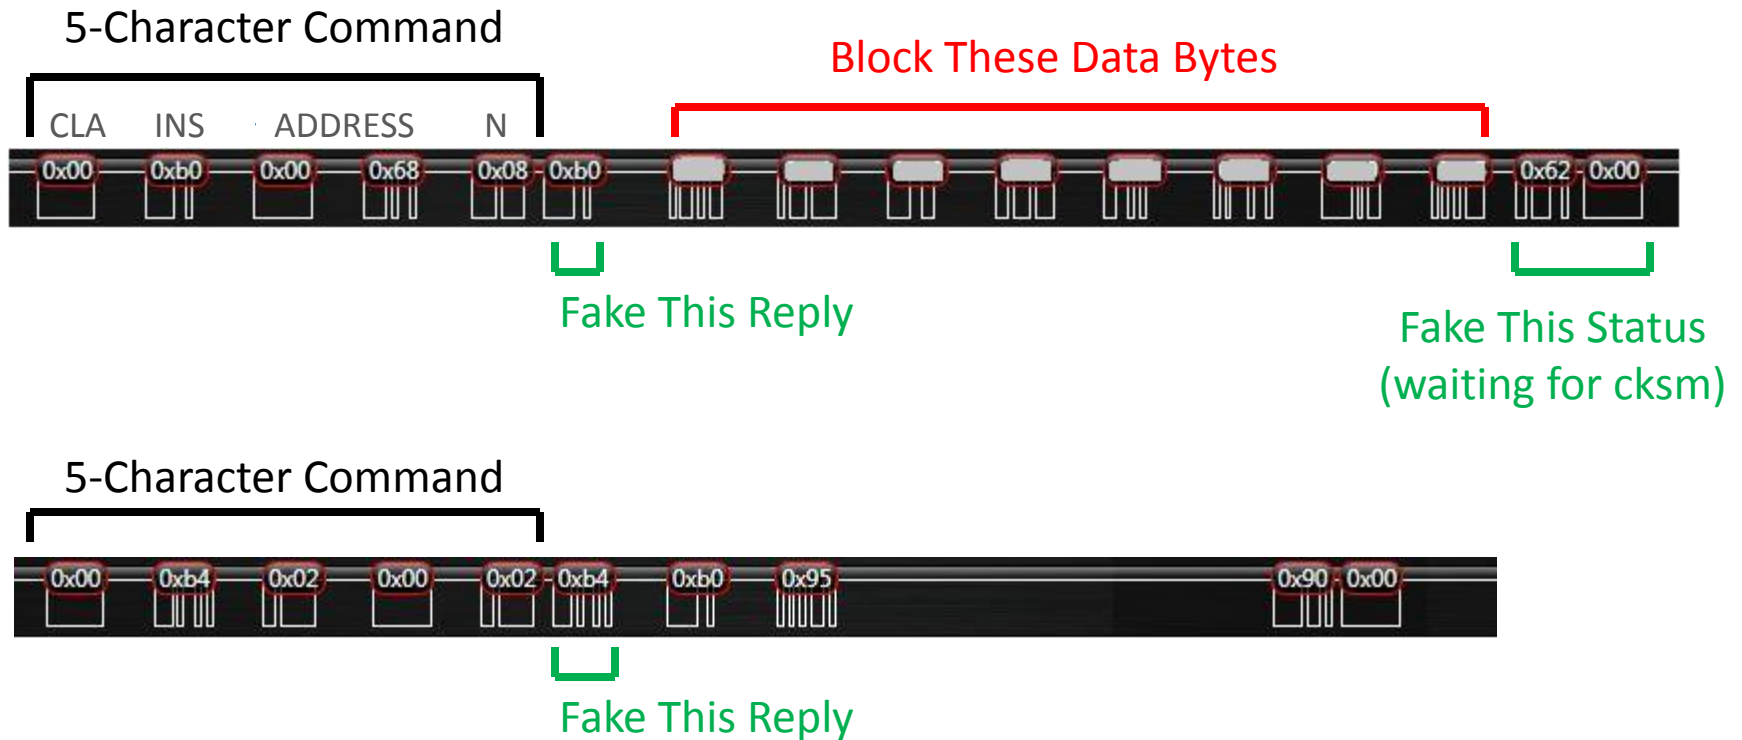 5-Character Command
Block These Data Bytes
CLA INS ADDRESS N
0x00 0xb0 0x00 0x68 0x08 0xb0 0x62 0x00
Fake This Reply
Fake This Status
(waiting for cksm)
5-Character Command
0x00 0xb4 0x02 0x00 0x02 0xb4 0xb0 0x95 0x90 0x00
Fake This Reply